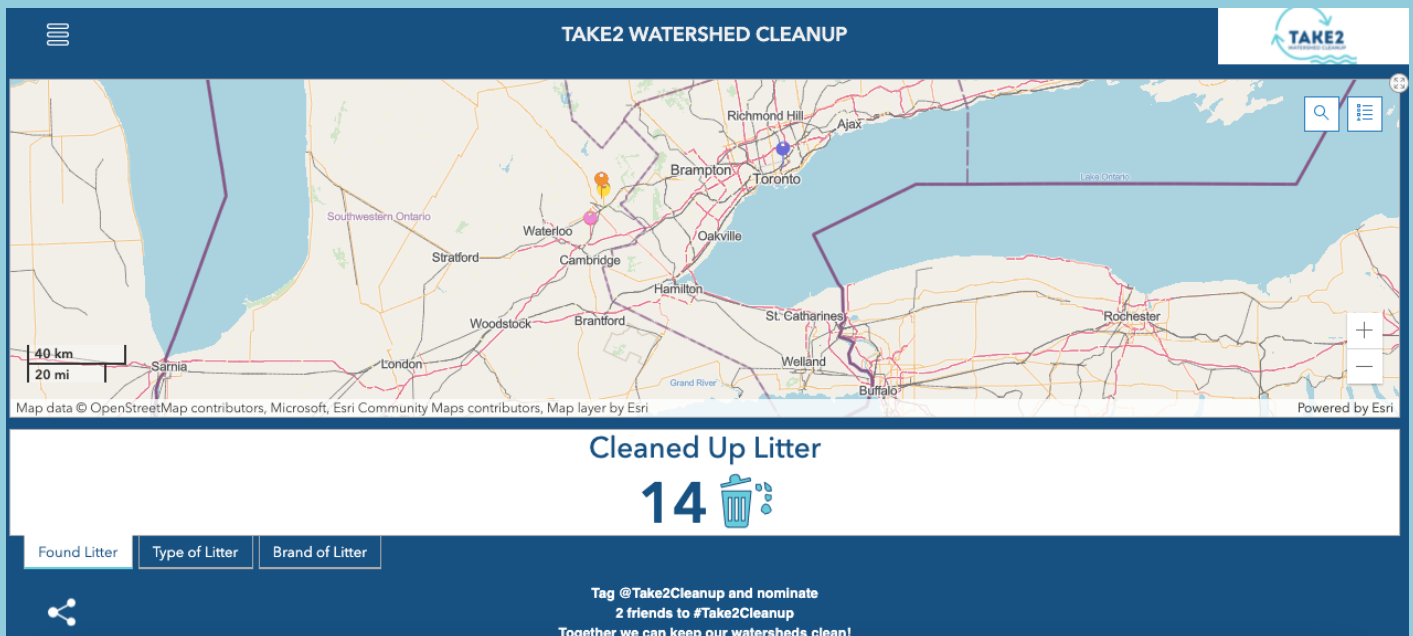 TAKE2 WATERSHED CLEANUP
TAKE2
WATERSHED CLEANUP
Richmond Hill
Ajax
Brampton
Toronto
Lake Ontario
Southwestern Ontario
Waterloo
Oakville
Stratford
Cambridge
Hamilton
St. Catharines
Rochester
Woodstock
Brantford
40 km
20 mi
Sarnia
London
Welland
Grand River
Buffalo
Map data © OpenStreetMap contributors, Microsoft, Esri Community Maps contributors, Map layer by Esri
Powered by Esri
Cleaned Up Litter
14
Found Litter
Type of Litter
Brand of Litter
Tag @Take2Cleanup and nominate
2 friends to #Take2Cleanup
Together we can keep our watersheds clean!